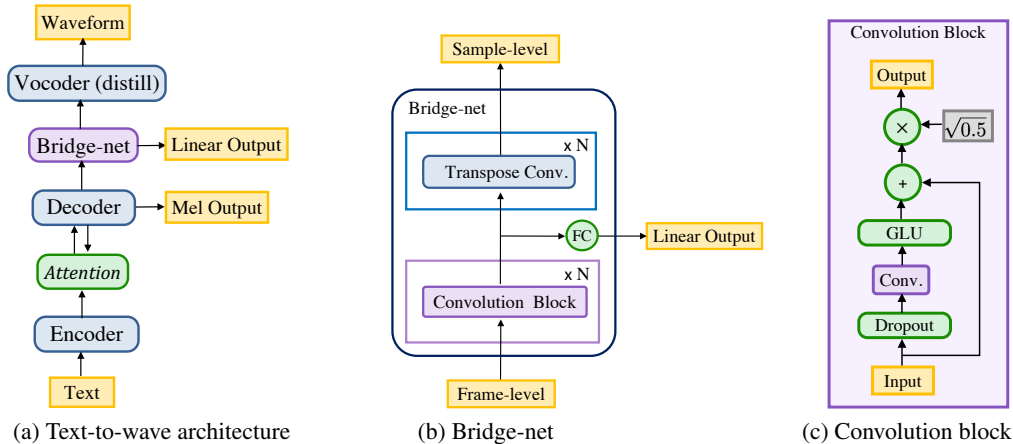 Waveform
Vocoder (distill)
Bridge-net
Linear Output
Decoder
Mel Output
Attention
Encoder
Text
(a) Text-to-wave architecture
Sample-level
Bridge-net
x N
Transpose Conv.
FC
Linear Output
x N
Convolution Block
Frame-level
(b) Bridge-net
Convolution Block
Output
×
√0.5
+
GLU
Conv.
Dropout
Input
(c) Convolution block